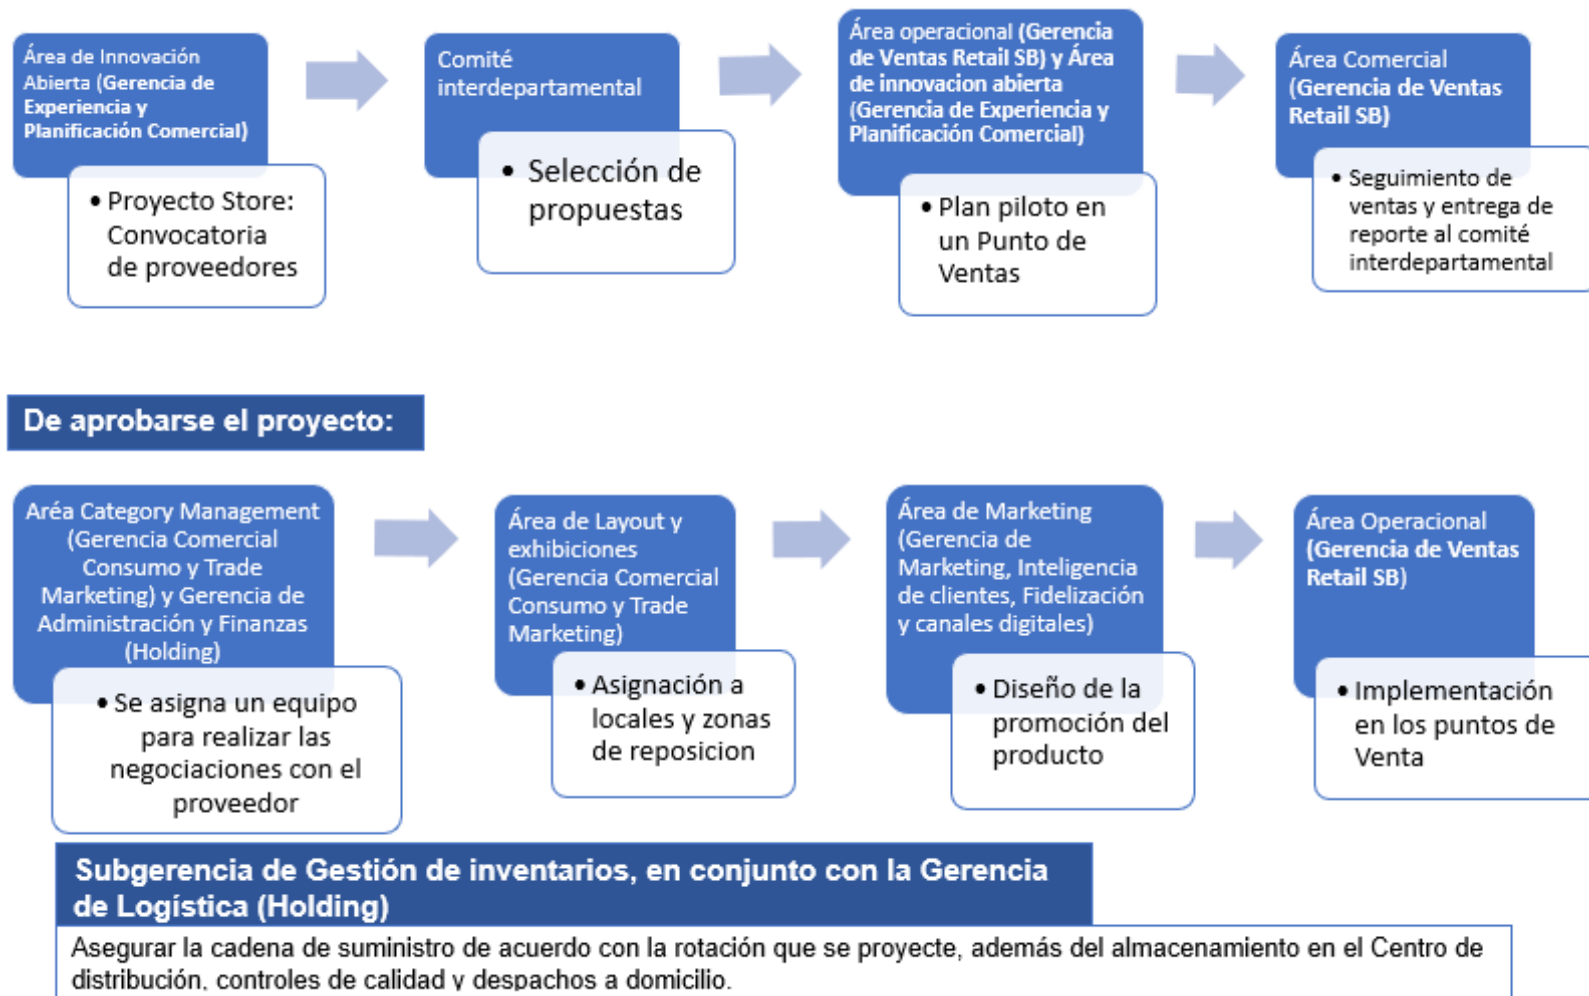 Área de Innovación
Abierta (Gerencia de
Experiencia y
Planificación Comercial)
• Proyecto Store:
Convocatoria
de proveedores
Comité
interdepartamental
• Selección de
propuestas
Área operacional (Gerencia
de Ventas Retail SB) y Área
de innovacion abierta
(Gerencia de Experiencia y
Planificación Comercial)
• Plan piloto en
un Punto de
Ventas
Área Comercial
(Gerencia de Ventas
Retail SB)
• Seguimiento de
ventas y entrega de
reporte al comité
interdepartamental
De aprobarse el proyecto:
Aréa Category Management
(Gerencia Comercial
Consumo y Trade
Marketing) y Gerencia de
Administración y Finanzas
(Holding)
• Se asigna un equipo
para realizar las
negociaciones con el
proveedor
Área de Layout y
exhibiciones
(Gerencia Comercial
Consumo y Trade
Marketing)
• Asignación a
locales y zonas
de reposicion
Área de Marketing
(Gerencia de
Marketing, Inteligencia
de clientes, Fidelización
y canales digitales)
• Diseño de la
promoción del
producto
Área Operacional
(Gerencia de Ventas
Retail SB)
• Implementación
en los puntos de
Venta
Subgerencia de Gestión de inventarios, en conjunto con la Gerencia
de Logística (Holding)
Asegurar la cadena de suministro de acuerdo con la rotación que se proyecte, además del almacenamiento en el Centro de
distribución, controles de calidad y despachos a domicilio.